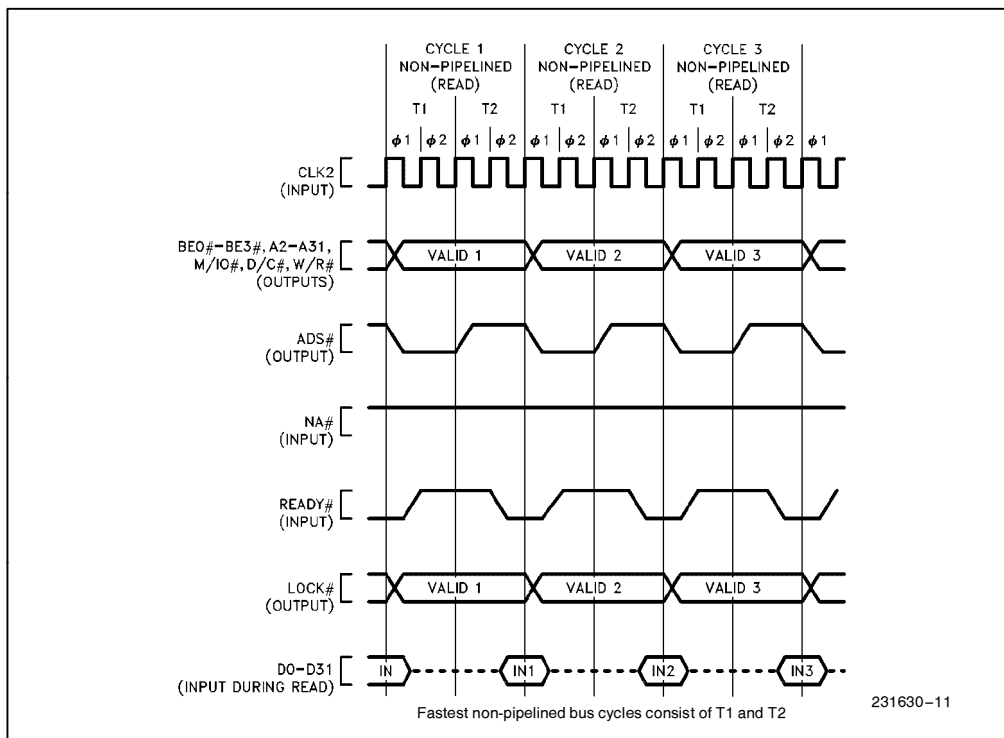 CYCLE 1 CYCLE 2 CYCLE 3
NON-PIPELINED NON-PIPELINED NON-PIPELINED
(READ) (READ) (READ)
T1 T2 T1 T2 T1 T2
φ1 φ2 φ1 φ2 φ1 φ2 φ1 φ2 φ1 φ2 φ1 φ2 φ1
CLK2
(INPUT)
BE0#-BE3#, A2-A31,
M/IO#, D/C#, W/R#
(OUTPUTS)
VALID 1 VALID 2 VALID 3
ADS#
(OUTPUT)
NA#
(INPUT)
READY#
(INPUT)
LOCK#
(OUTPUT)
VALID 1 VALID 2 VALID 3
D0-D31
(INPUT DURING READ)
IN IN1 IN2 IN3
Fastest non-pipelined bus cycles consist of T1 and T2
231630-11